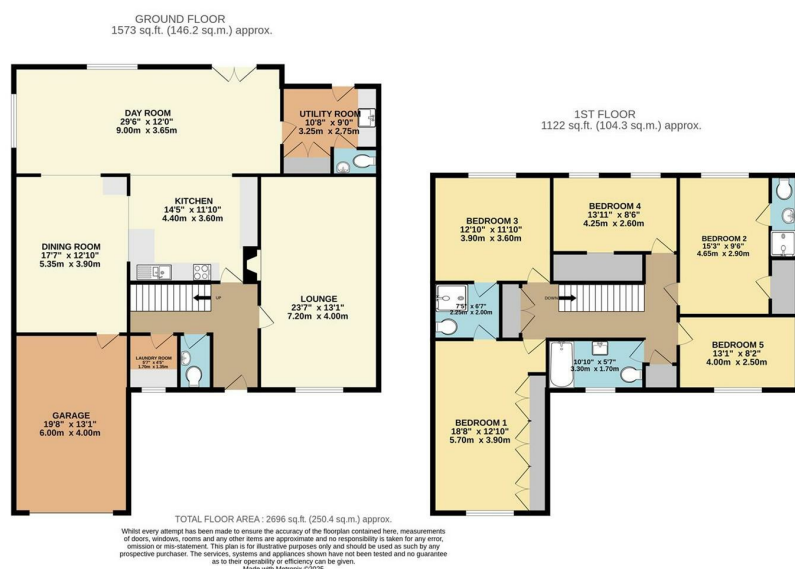 GROUND FLOOR
1573 sq.ft. (146.2 sq.m.) approx.
DAY ROOM
29'6" x 12'0"
9.00m x 3.65m
UTILITY ROOM
10'8" x 9'0"
3.25m x 2.75m
KITCHEN
14'5" x 11'10"
4.40m x 3.60m
DINING ROOM
17'7" x 12'10"
5.35m x 3.90m
LOUNGE
23'7" x 13'1"
7.20m x 4.00m
UP
LAUNDRY ROOM
5'7" x 4'5"
1.70m x 1.35m
GARAGE
19'8" x 13'1"
6.00m x 4.00m
1ST FLOOR
1122 sq.ft. (104.3 sq.m.) approx.
BEDROOM 3
12'10" x 11'10"
3.90m x 3.60m
BEDROOM 4
13'11" x 8'6"
4.25m x 2.60m
BEDROOM 2
15'3" x 9'6"
4.65m x 2.90m
7'5" x 6'7"
2.25m x 2.00m
DOWN
BEDROOM 5
13'1" x 8'2"
4.00m x 2.50m
10'10" x 5'7"
3.30m x 1.70m
BEDROOM 1
18'8" x 12'10"
5.70m x 3.90m
TOTAL FLOOR AREA : 2696 sq.ft. (250.4 sq.m.) approx.
Whilst every attempt has been made to ensure the accuracy of the floorplan contained here, measurements
of doors, windows, rooms and any other items are approximate and no responsibility is taken for any error,
omission or mis-statement. This plan is for illustrative purposes only and should be used as such by any
prospective purchaser. The services, systems and appliances shown have not been tested and no guarantee
as to their operability or efficiency can be given.
Made with Metropix ©2025